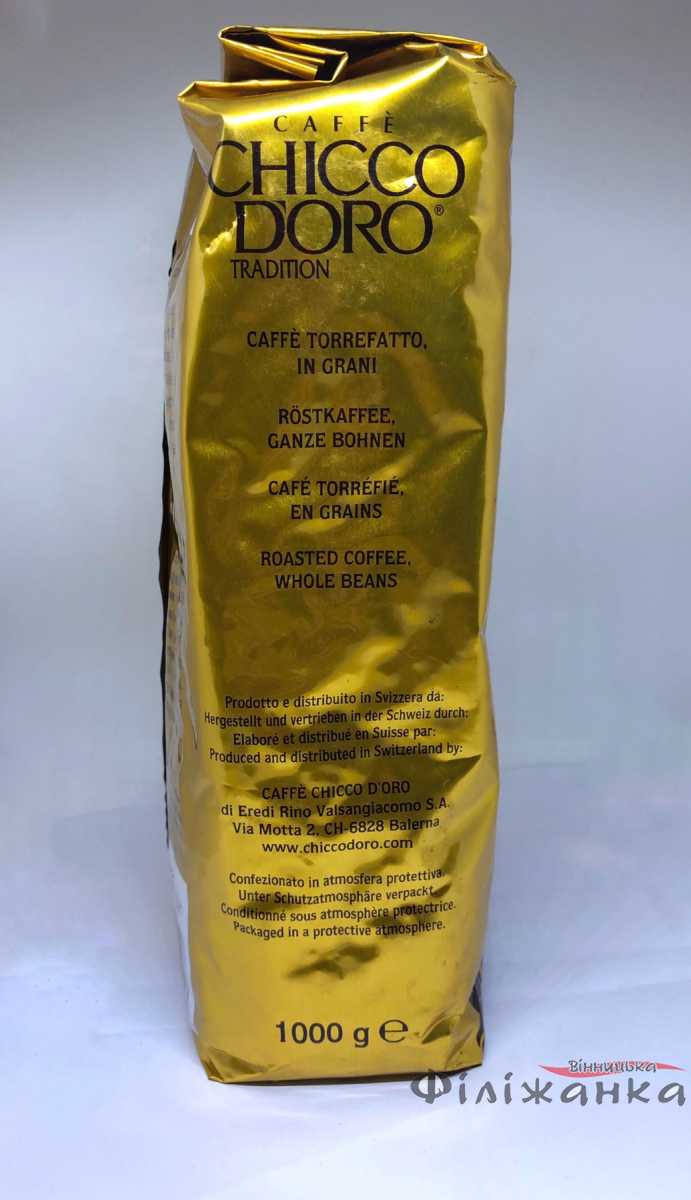 CAFFÈ
CHICCO
D'ORO®
TRADITION
CAFFÈ TORREFATTO,
IN GRANI
RÖSTKAFFEE,
GANZE BOHNEN
CAFÉ TORRÉFIÉ,
EN GRAINS
ROASTED COFFEE,
WHOLE BEANS
Prodotto e distribuito in Svizzera da:
Hergestellt und vertrieben in der Schweiz durch:
Elaboré et distribué en Suisse par:
Produced and distributed in Switzerland by:
CAFFÈ CHICCO D'ORO
di Eredi Rino Valsangiacomo S.A.
Via Motta 2, CH-6828 Balerna
www.chiccodoro.com
Confezionato in atmosfera protettiva.
Unter Schutzatmosphäre verpackt.
Conditionné sous atmosphère protectrice.
Packaged in a protective atmosphere.
1000 g ℮
Вінницька
Філіжанка